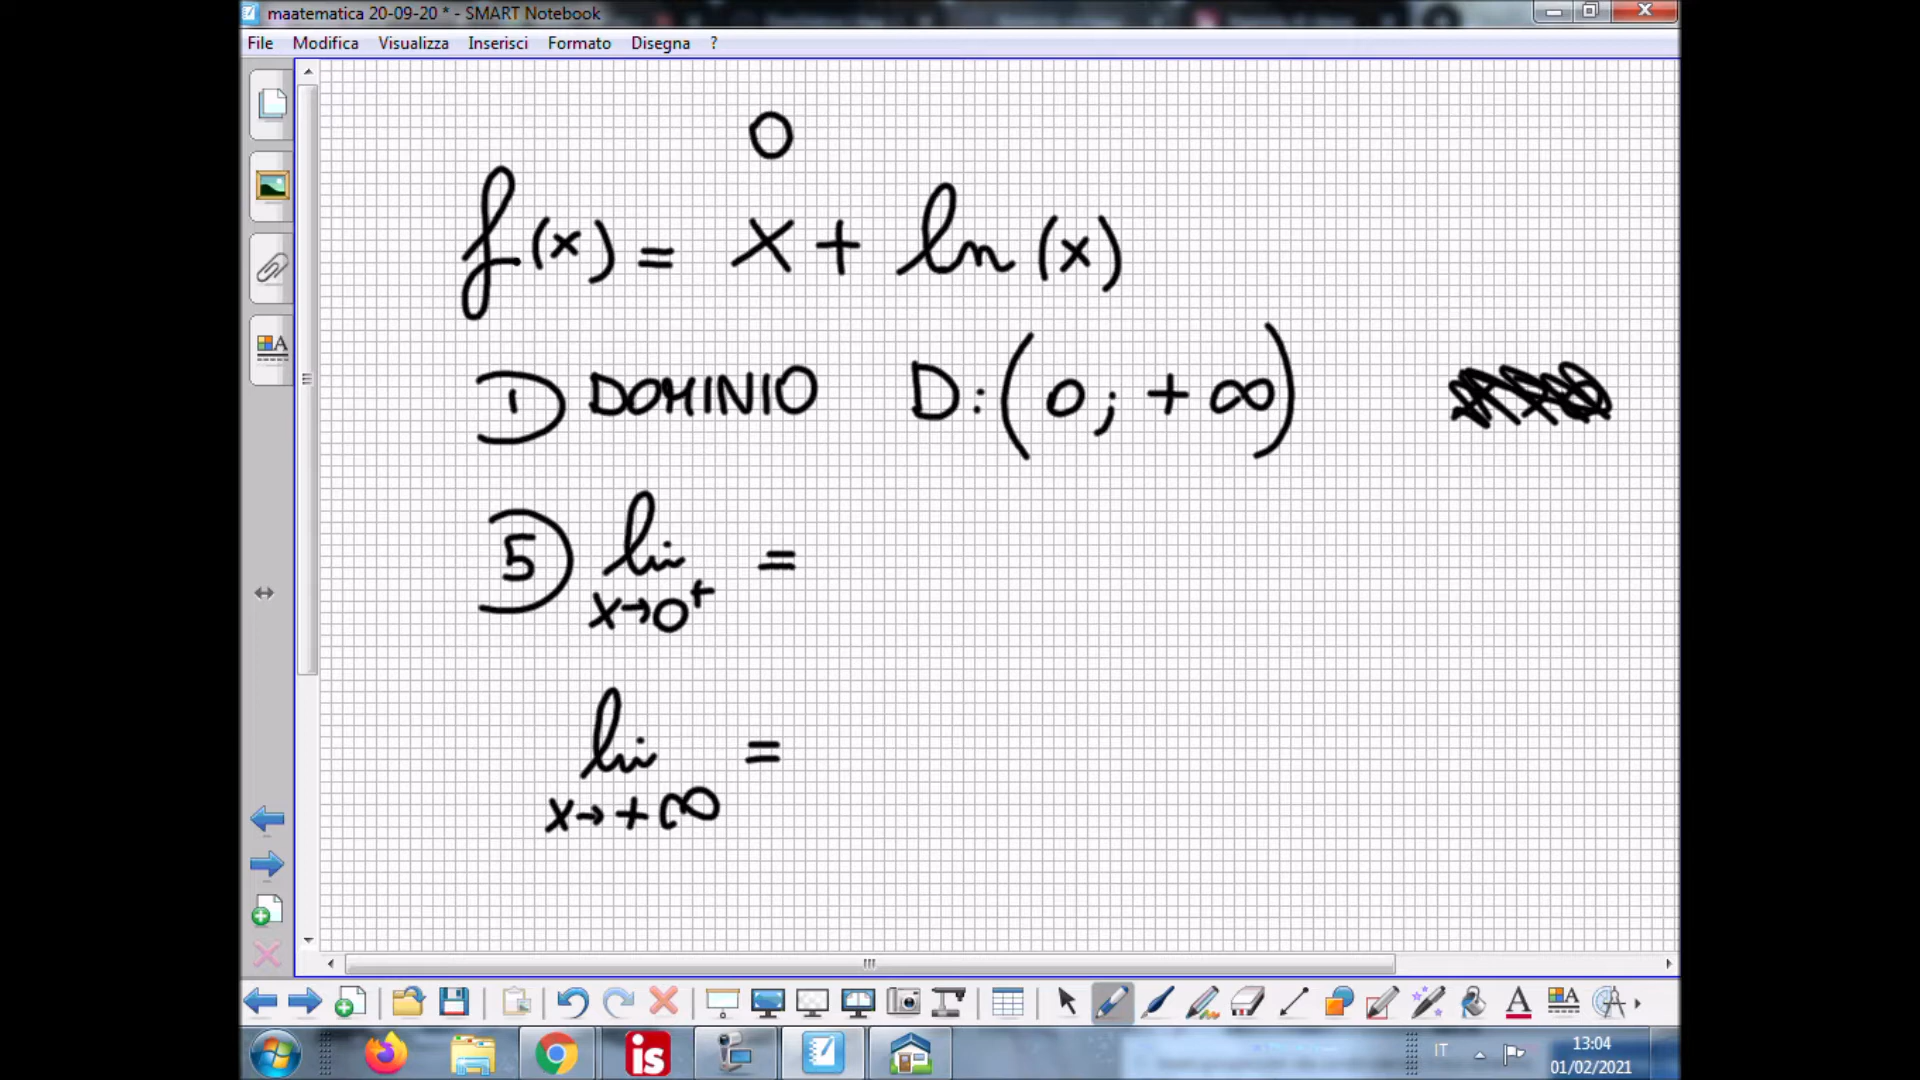 maatematica 20-09-20 * - SMART Notebook
File Modifica Visualizza Inserisci Formato Disegna ?
0
f(x) = x + ln(x)
1) DOMINIO D: (0; +∞)
5) lim =
x→0⁺
lim =
x→+∞
IT
13:04
01/02/2021
is